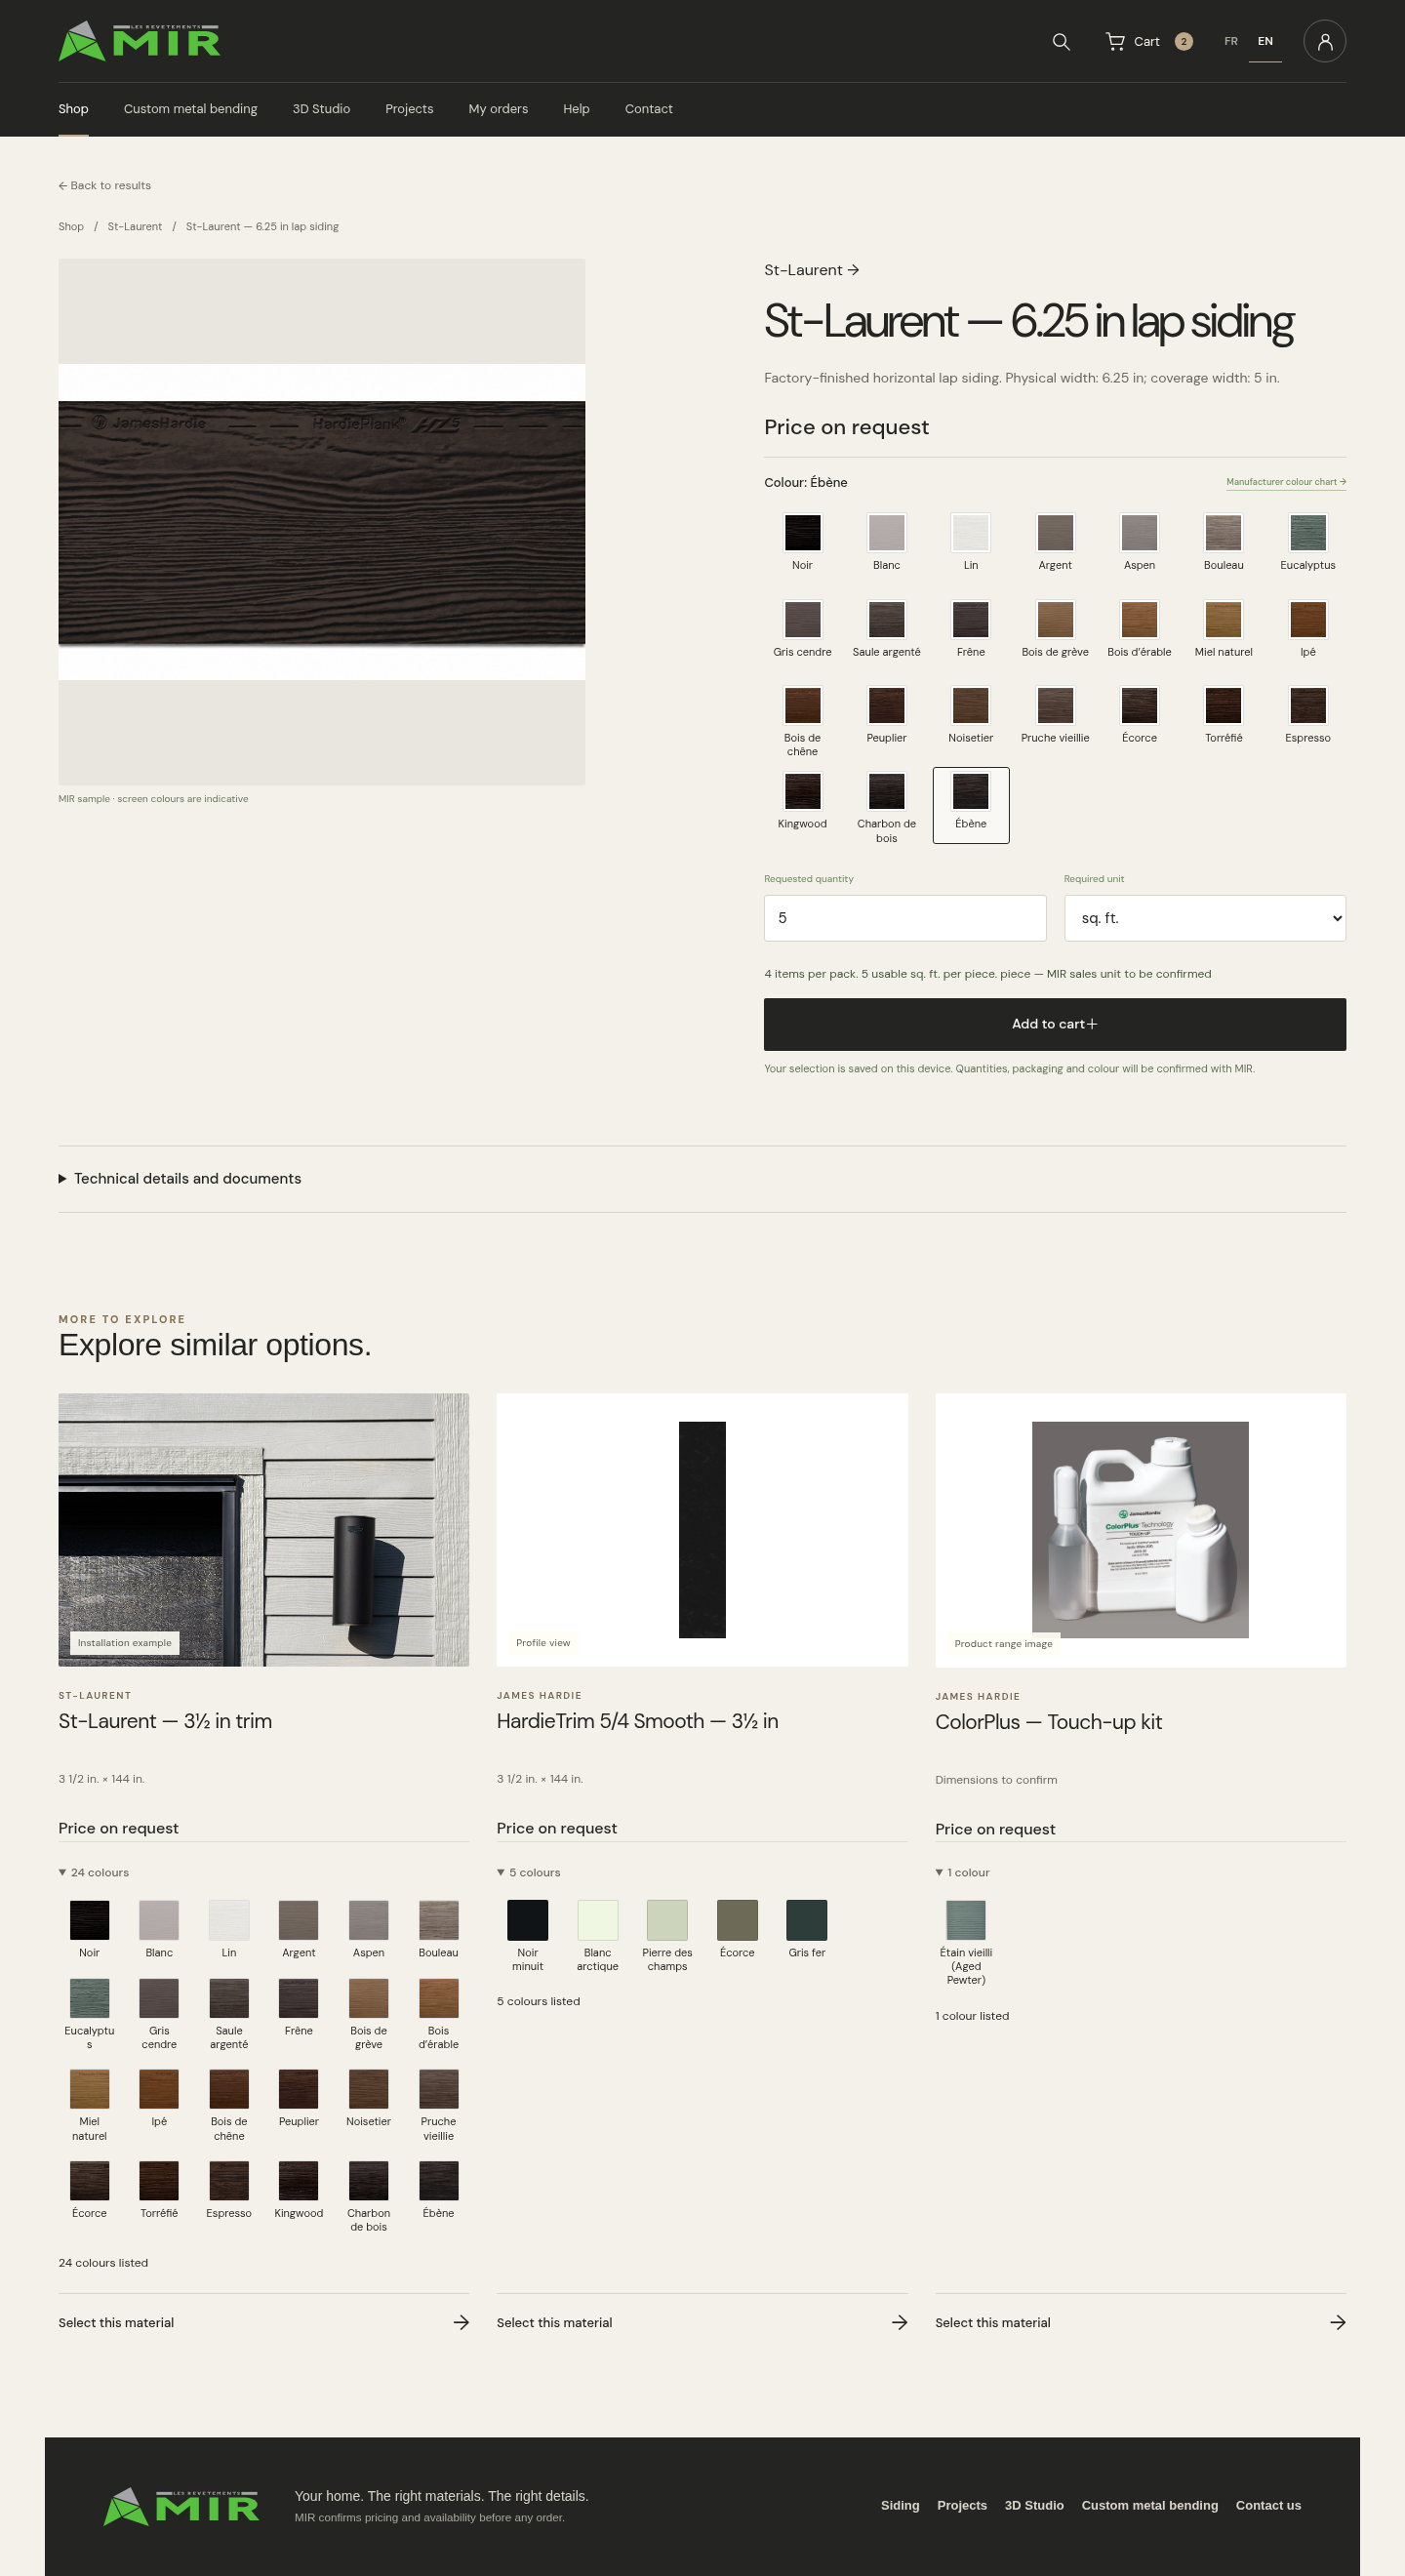 LES REVÊTEMENTS
MIR
Cart 2 FR EN
Shop Custom metal bending 3D Studio Projects My orders Help Contact
← Back to results
Shop / St-Laurent / St-Laurent — 6.25 in lap siding
JamesHardie HardiePlank HZ5
MIR sample · screen colours are indicative
St-Laurent →
St-Laurent — 6.25 in lap siding
Factory-finished horizontal lap siding. Physical width: 6.25 in; coverage width: 5 in.
Price on request
Colour: Ébène Manufacturer colour chart →
Noir Blanc Lin Argent Aspen Bouleau Eucalyptus
Gris cendre Saule argenté Frêne Bois de grève Bois d’érable Miel naturel Ipé
Bois de chêne Peuplier Noisetier Pruche vieillie Écorce Torréfié Espresso
Kingwood Charbon de bois Ébène
Requested quantity Required unit
5 sq. ft.
4 items per pack. 5 usable sq. ft. per piece. piece — MIR sales unit to be confirmed
Add to cart+
Your selection is saved on this device. Quantities, packaging and colour will be confirmed with MIR.
Technical details and documents
MORE TO EXPLORE
Explore similar options.
Installation example
Profile view
JamesHardie
ColorPlus Technology
TOUCH-UP
Product range image
ST-LAURENT
St-Laurent — 3½ in trim
3 1/2 in. × 144 in.
Price on request
24 colours
Noir Blanc Lin Argent Aspen Bouleau
Eucalyptu
s
Gris
cendre
Saule
argenté
Frêne
Bois de
grève
Bois
d’érable
Miel
naturel
Ipé
Bois de
chêne
Peuplier
Noisetier
Pruche
vieillie
Écorce Torréfié Espresso Kingwood
Charbon
de bois
Ébène
24 colours listed
Select this material
JAMES HARDIE
HardieTrim 5/4 Smooth — 3½ in
3 1/2 in. × 144 in.
Price on request
5 colours
Noir
minuit
Blanc
arctique
Pierre des
champs
Écorce
Gris fer
5 colours listed
Select this material
JAMES HARDIE
ColorPlus — Touch-up kit
Dimensions to confirm
Price on request
1 colour
Étain vieilli
(Aged
Pewter)
1 colour listed
Select this material
LES REVÊTEMENTS
MIR
Your home. The right materials. The right details.
MIR confirms pricing and availability before any order.
Siding Projects 3D Studio Custom metal bending Contact us